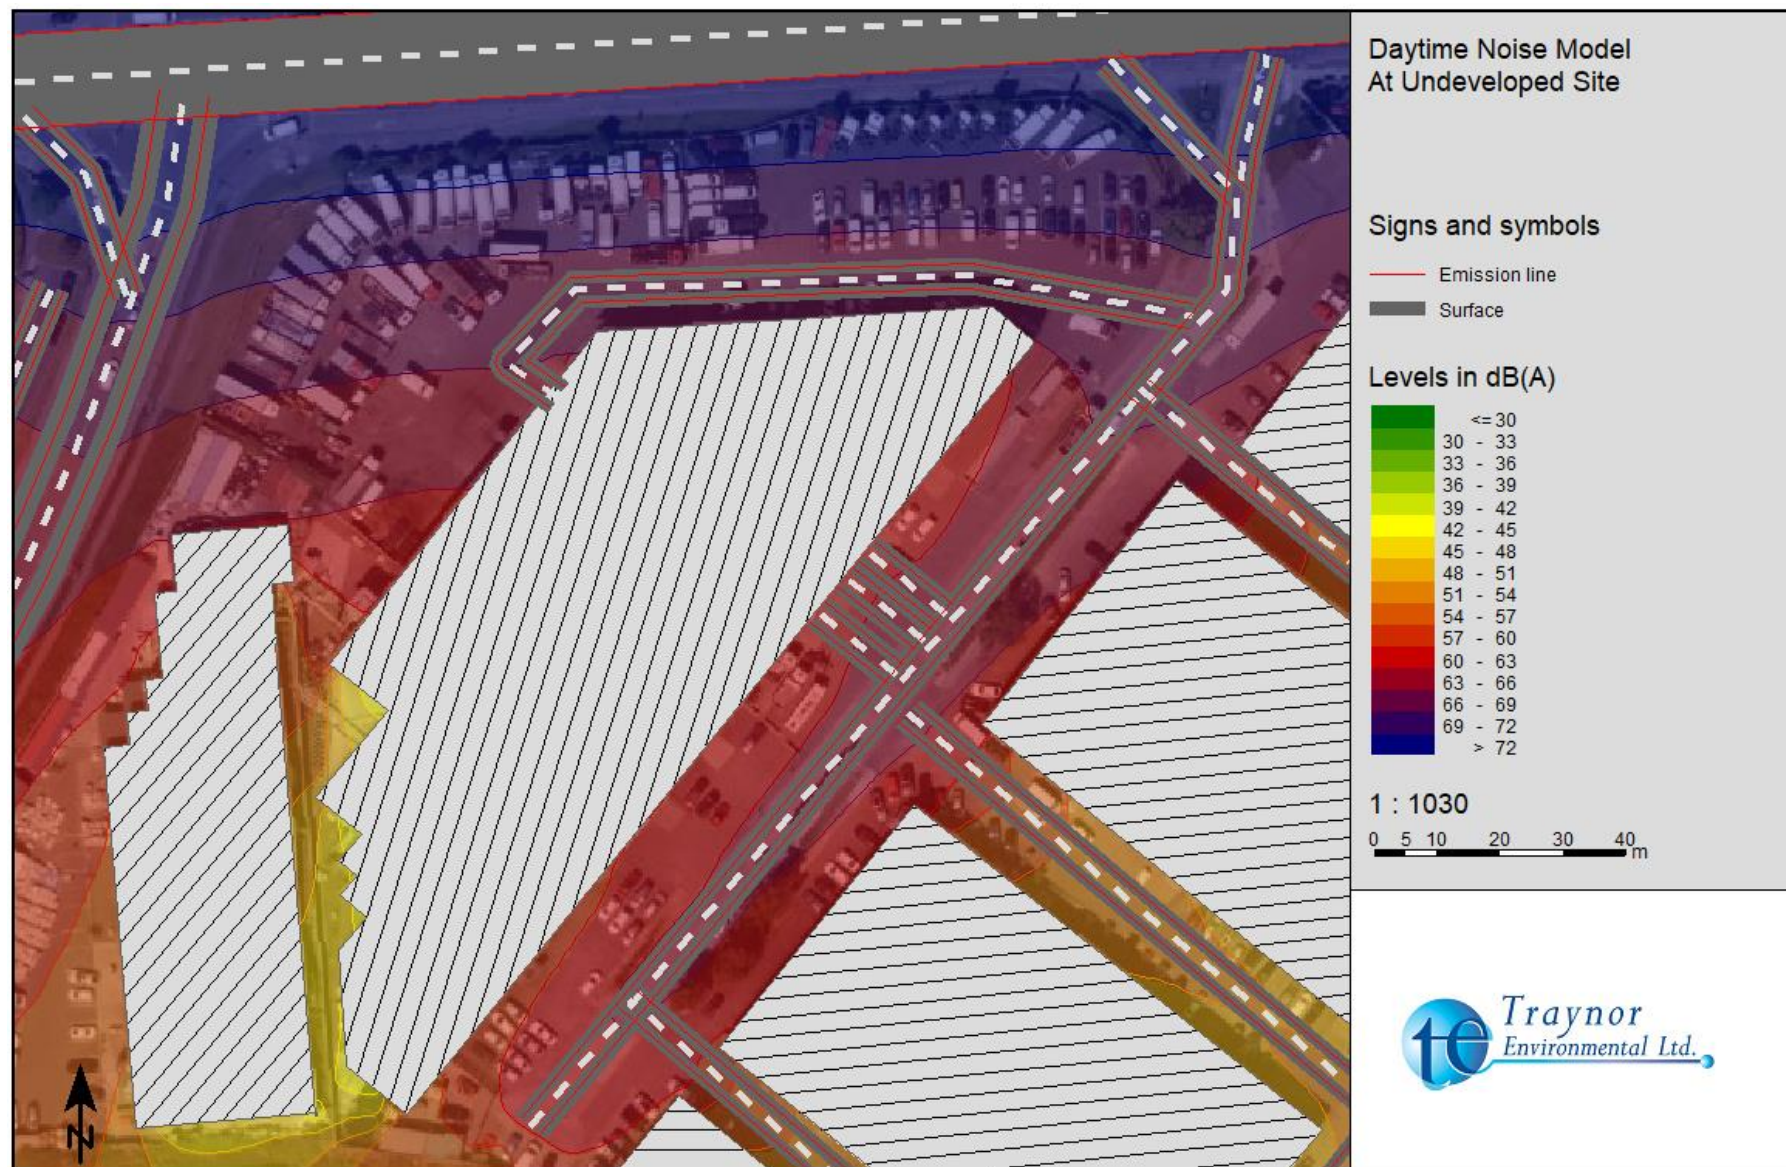 Daytime Noise Model
At Undeveloped Site
Signs and symbols
Emission line
Surface
Levels in dB(A)
<= 30
30 - 33
33 - 36
36 - 39
39 - 42
42 - 45
45 - 48
48 - 51
51 - 54
54 - 57
57 - 60
60 - 63
63 - 66
66 - 69
69 - 72
> 72
1 : 1030
0 5 10 20 30 40
m
te
Traynor
Environmental Ltd.
N